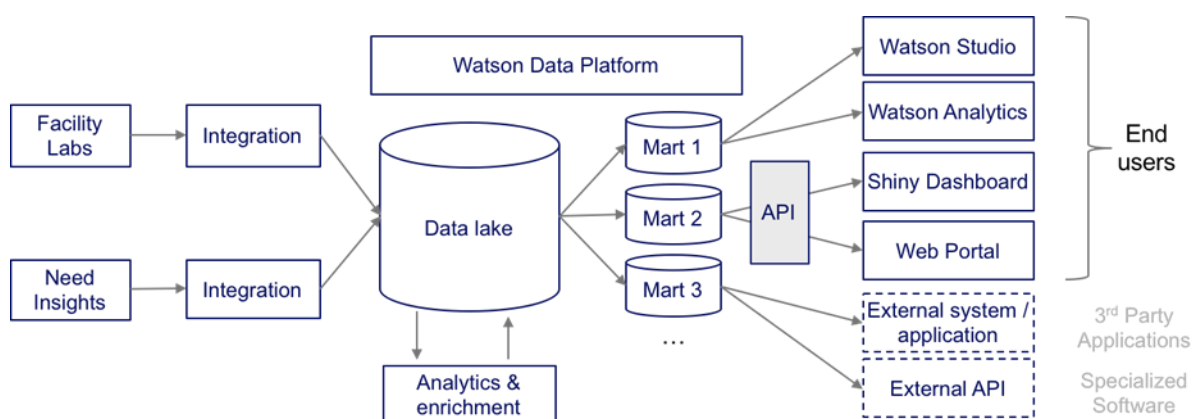 Watson Data Platform
Facility
Labs
Integration
Need
Insights
Integration
Data lake
Analytics &
enrichment
Mart 1
Mart 2
Mart 3
...
API
Watson Studio
Watson Analytics
Shiny Dashboard
Web Portal
External system /
application
External API
End
users
3rd Party
Applications
Specialized
Software